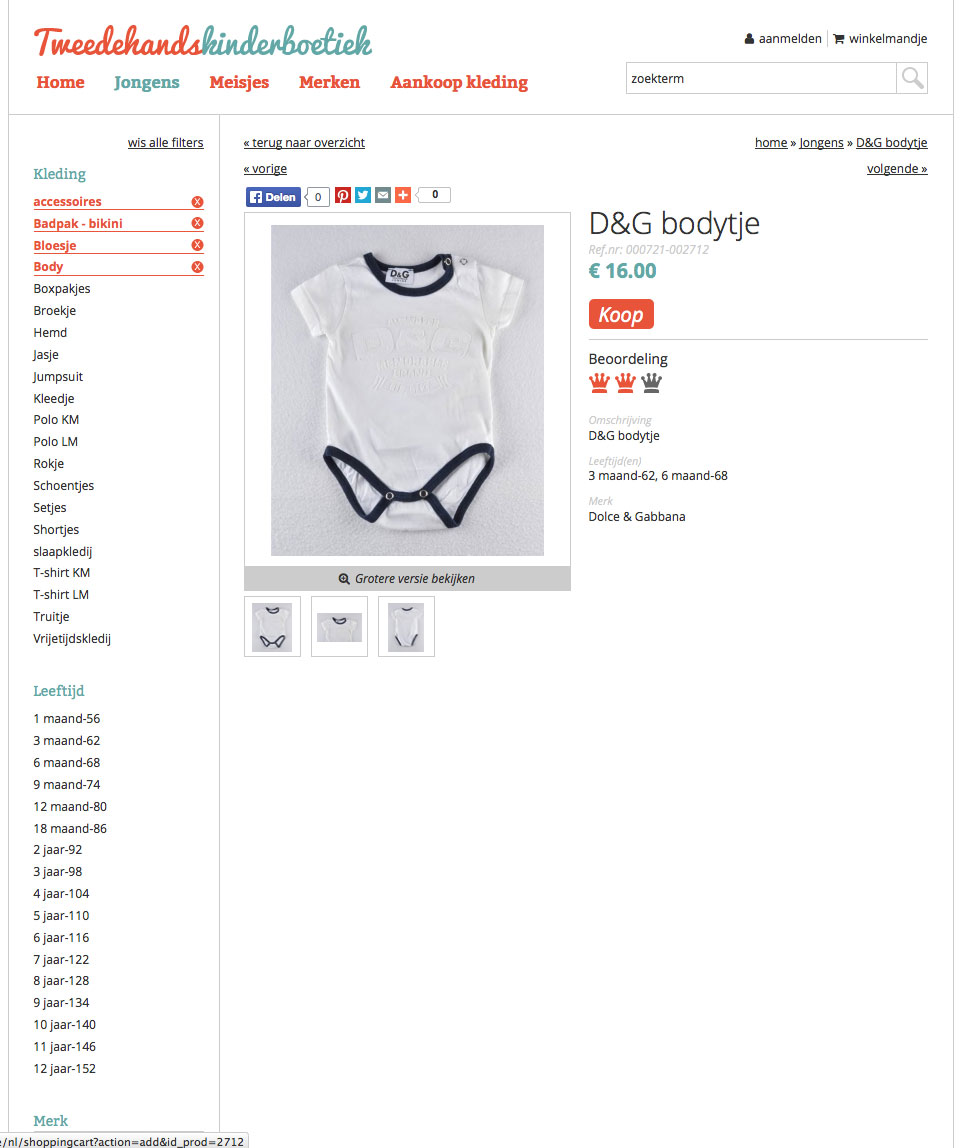 Tweedehandskinderboetiek
aanmelden winkelmandje
Home Jongens Meisjes Merken Aankoop kleding
zoekterm
wis alle filters
Kleding
accessoires X
Badpak - bikini X
Bloesje X
Body X
Boxpakjes
Broekje
Hemd
Jasje
Jumpsuit
Kleedje
Polo KM
Polo LM
Rokje
Schoentjes
Setjes
Shortjes
slaapkledij
T-shirt KM
T-shirt LM
Truitje
Vrijetijdskledij
Leeftijd
1 maand-56
3 maand-62
6 maand-68
9 maand-74
12 maand-80
18 maand-86
2 jaar-92
3 jaar-98
4 jaar-104
5 jaar-110
6 jaar-116
7 jaar-122
8 jaar-128
9 jaar-134
10 jaar-140
11 jaar-146
12 jaar-152
Merk
« terug naar overzicht
home » Jongens » D&G bodytje
« vorige
volgende »
Delen 0 0
D&G
D&G bodytje
Ref.nr: 000721-002712
€ 16.00
Koop
Beoordeling
Omschrijving
D&G bodytje
Leeftijd(en)
3 maand-62, 6 maand-68
Merk
Dolce & Gabbana
Grotere versie bekijken
e/nl/shoppingcart?action=add&id_prod=2712